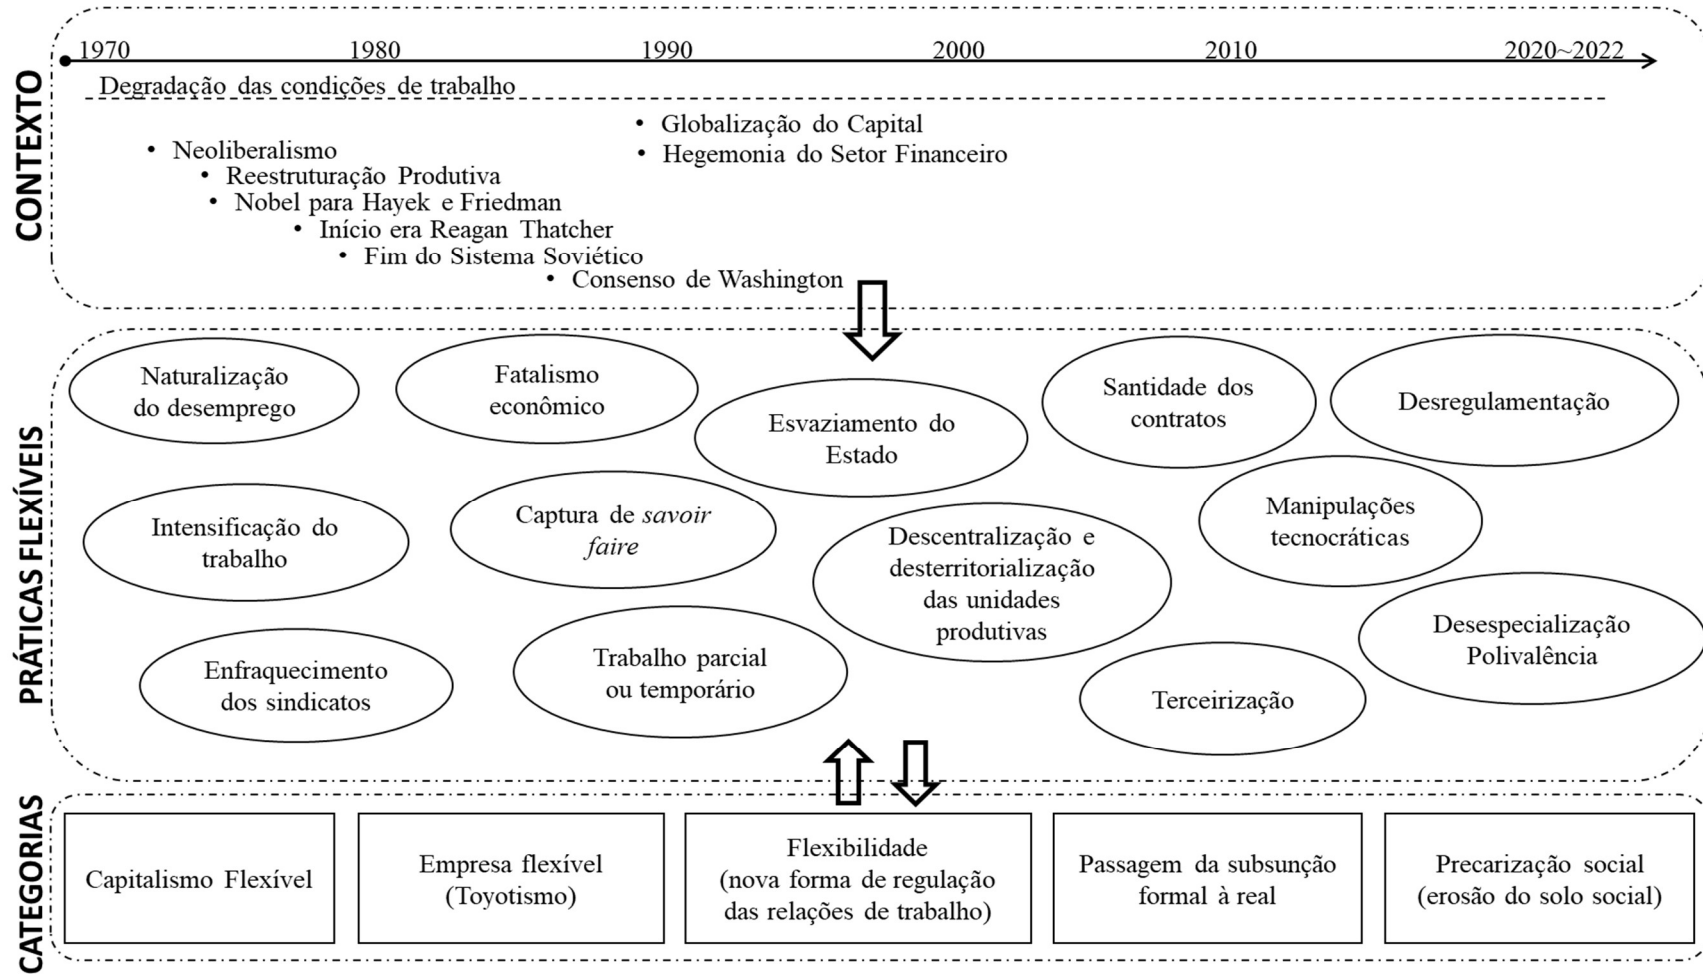 CONTEXTO
1970
1980
1990
2000
2010
2020~2022
Degradação das condições de trabalho
• Globalização do Capital
• Hegemonia do Setor Financeiro
• Neoliberalismo
• Reestruturação Produtiva
• Nobel para Hayek e Friedman
• Início era Reagan Thatcher
• Fim do Sistema Soviético
• Consenso de Washington
PRÁTICAS FLEXÍVEIS
Naturalização
do desemprego
Fatalismo
econômico
Esvaziamento do
Estado
Santidade dos
contratos
Desregulamentação
Intensificação do
trabalho
Captura de savoir
faire
Descentralização e
desterritorialização
das unidades
produtivas
Manipulações
tecnocráticas
Enfraquecimento
dos sindicatos
Trabalho parcial
ou temporário
Terceirização
Desespecialização
Polivalência
CATEGORIAS
Capitalismo Flexível
Empresa flexível
(Toyotismo)
Flexibilidade
(nova forma de regulação
das relações de trabalho)
Passagem da subsunção
formal à real
Precarização social
(erosão do solo social)